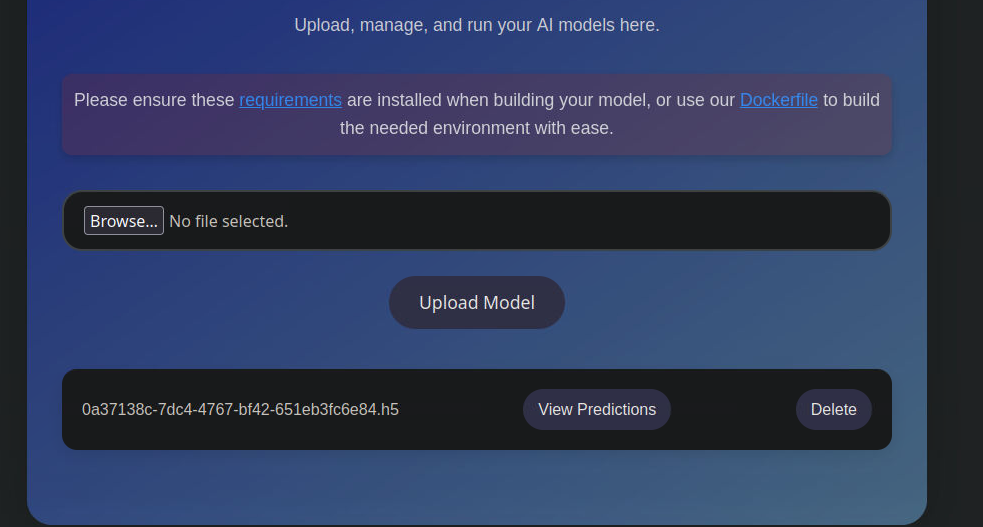 Upload, manage, and run your AI models here.
Please ensure these requirements are installed when building your model, or use our Dockerfile to build
the needed environment with ease.
Browse... No file selected.
Upload Model
0a37138c-7dc4-4767-bf42-651eb3fc6e84.h5 View Predictions Delete